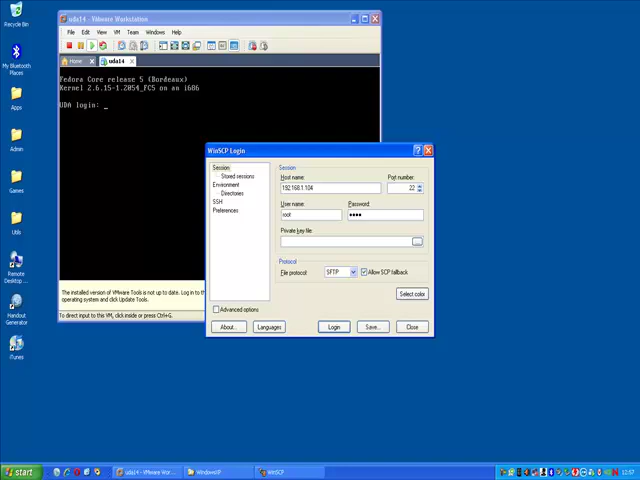 Recycle Bin
My Bluetooth
Places
Apps
Admin
Games
Utils
Remote
Desktop ...
Handout
Generator
iTunes
uda14 - VMware Workstation
File Edit View VM Team Windows Help
Home
uda14
Fedora Core release 5 (Bordeaux)
Kernel 2.6.15-1.2054_FC5 on an i686
UDA login: _
The installed version of VMware Tools is not up to date. Log in to th
operating system and click Update Tools.
To direct input to this VM, click inside or press Ctrl+G.
WinSCP Login
Session
Stored sessions
Environment
Directories
SSH
Preferences
Session
Host name:
Port number:
192.168.1.104
22
User name:
Password:
root
••••
Private key file:
...
Protocol
File protocol:
SFTP
Allow SCP fallback
Select color
Advanced options
About...
Languages
Login
Save...
Close
start
uda14 - VMware Wor...
WindowsXP
WinSCP
12:57